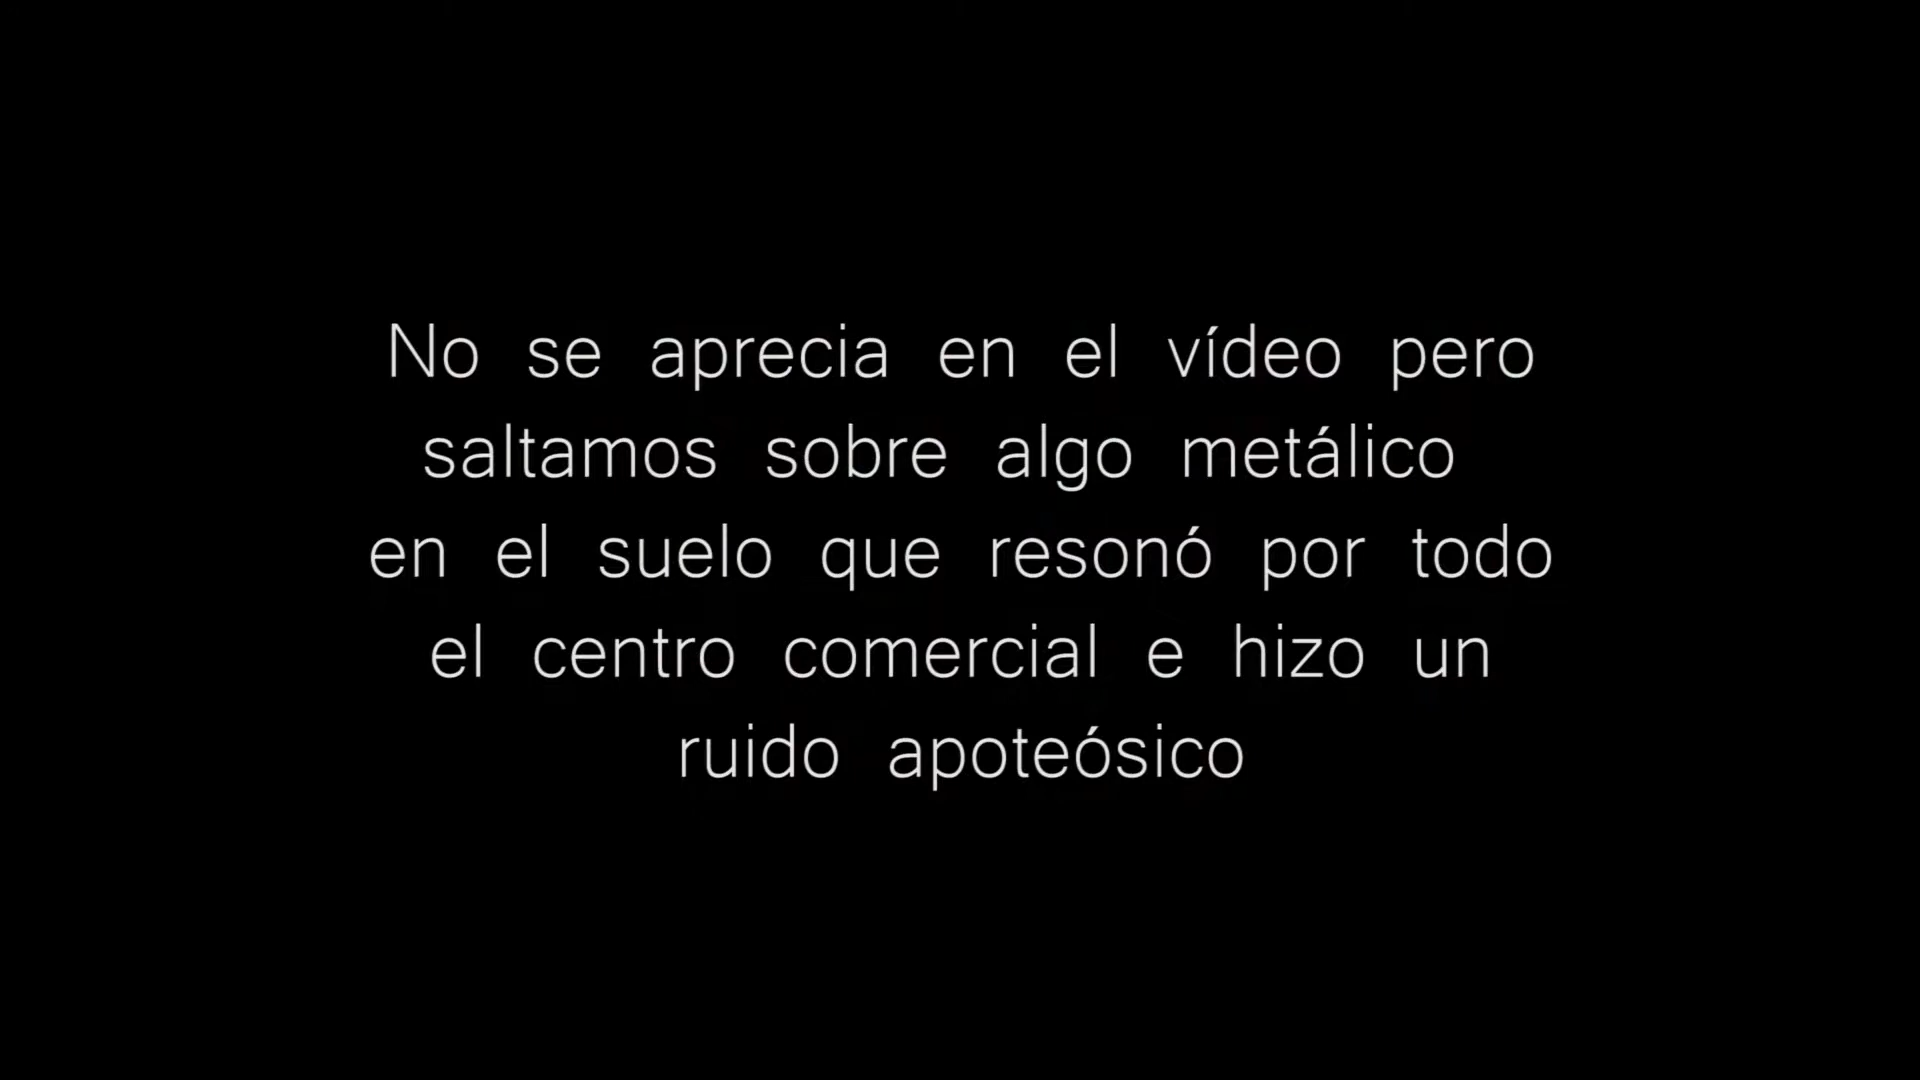 No se aprecia en el vídeo pero
saltamos sobre algo metálico
en el suelo que resonó por todo
el centro comercial e hizo un
ruido apoteósico